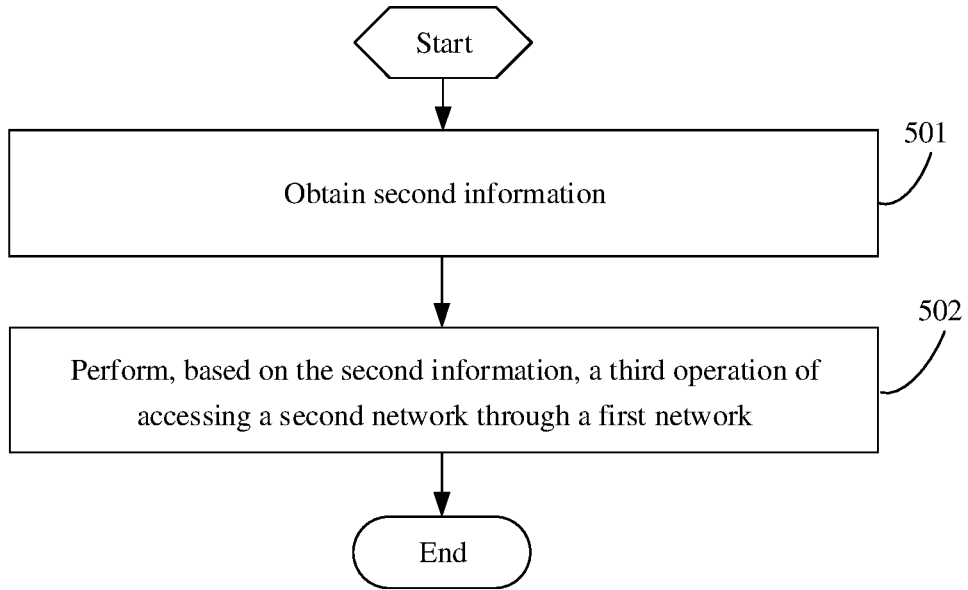 Start
501
Obtain second information
502
Perform, based on the second information, a third operation of
accessing a second network through a first network
End